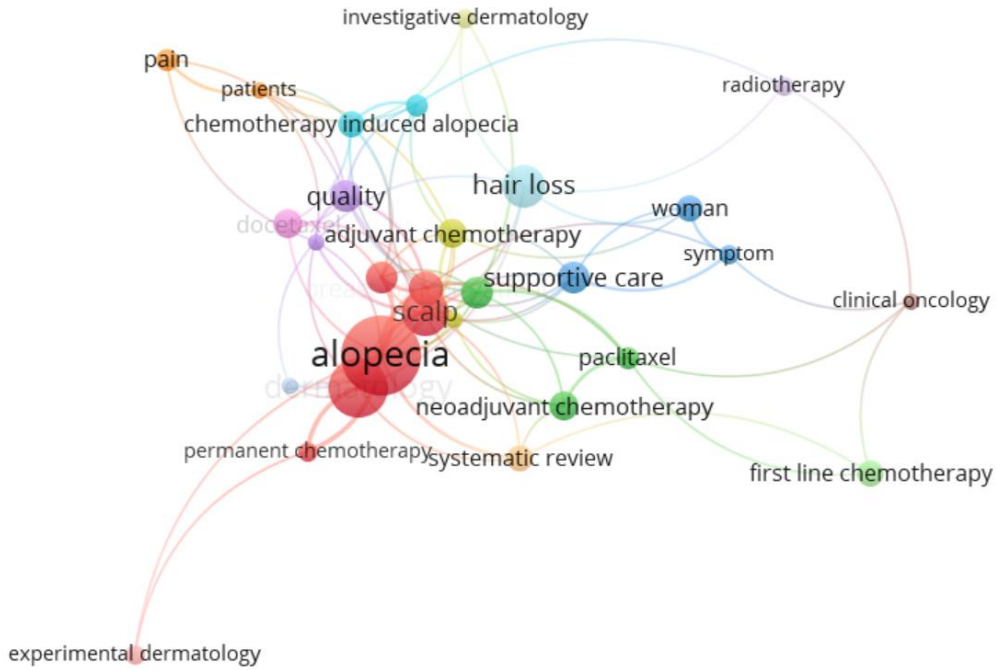 investigative dermatology
pain
patients
radiotherapy
chemotherapy induced alopecia
hair loss
quality
woman
docetaxel
adjuvant chemotherapy
symptom
supportive care
clinical oncology
scalp
alopecia
paclitaxel
dermatology
neoadjuvant chemotherapy
permanent chemotherapy
systematic review
first line chemotherapy
experimental dermatology